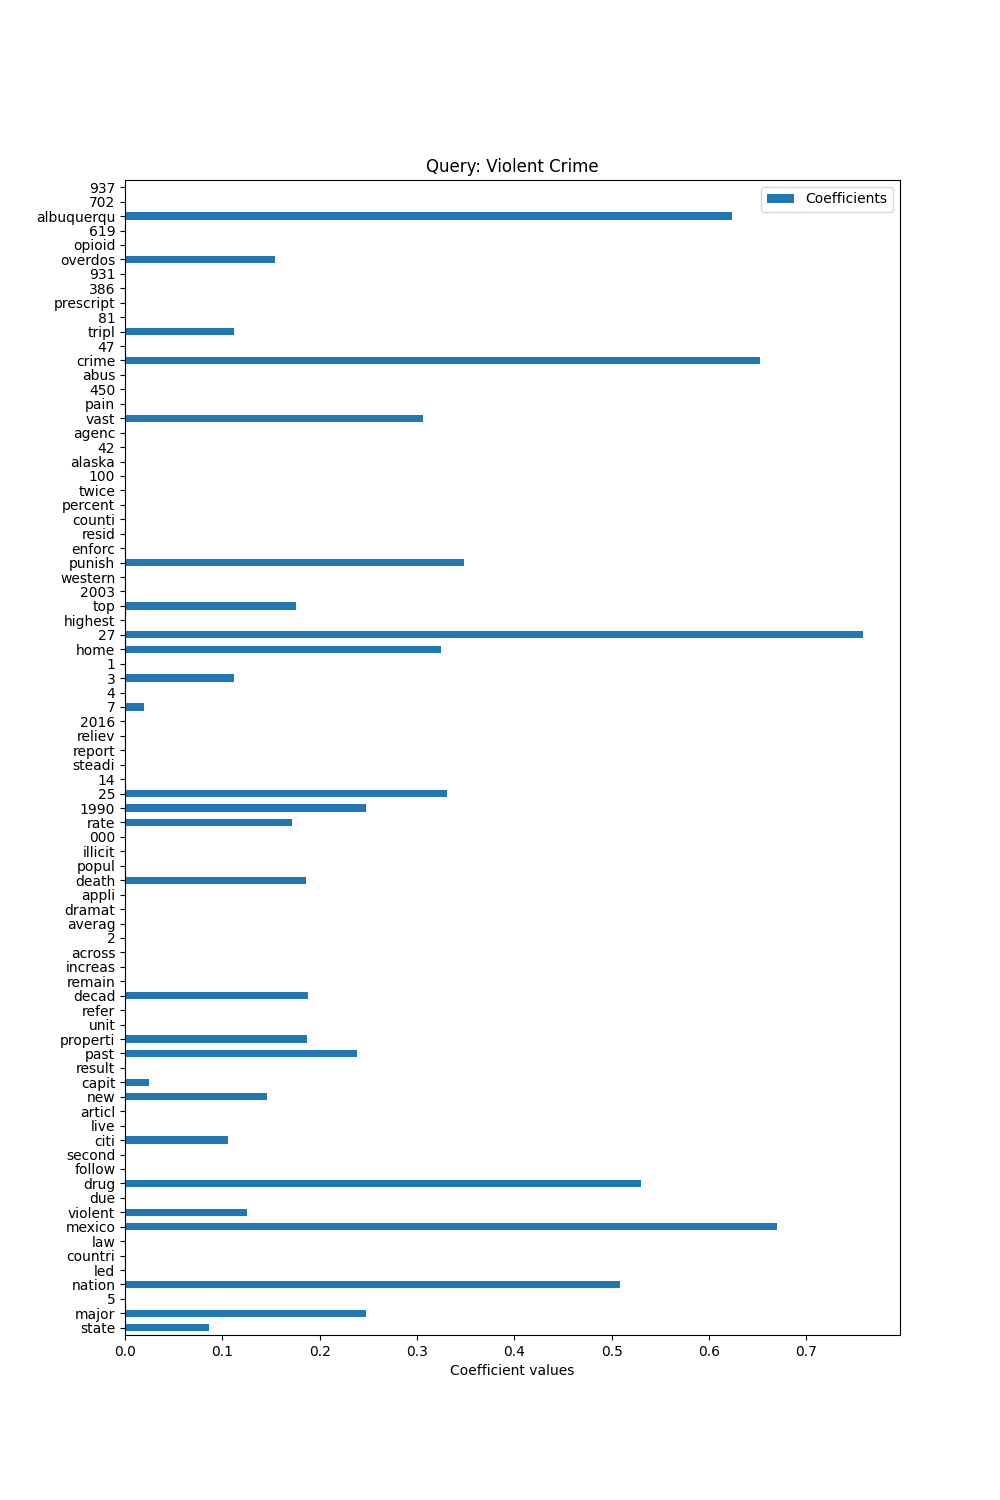 Query: Violent Crime
Coefficients
937
702
albuquerqu
619
opioid
overdos
931
386
prescript
81
tripl
47
crime
abus
450
pain
vast
agenc
42
alaska
100
twice
percent
counti
resid
enforc
punish
western
2003
top
highest
27
home
1
3
4
7
2016
reliev
report
steadi
14
25
1990
rate
000
illicit
popul
death
appli
dramat
averag
2
across
increas
remain
decad
refer
unit
properti
past
result
capit
new
articl
live
citi
second
follow
drug
due
violent
mexico
law
countri
led
nation
5
major
state
0.0 0.1 0.2 0.3 0.4 0.5 0.6 0.7
Coefficient values